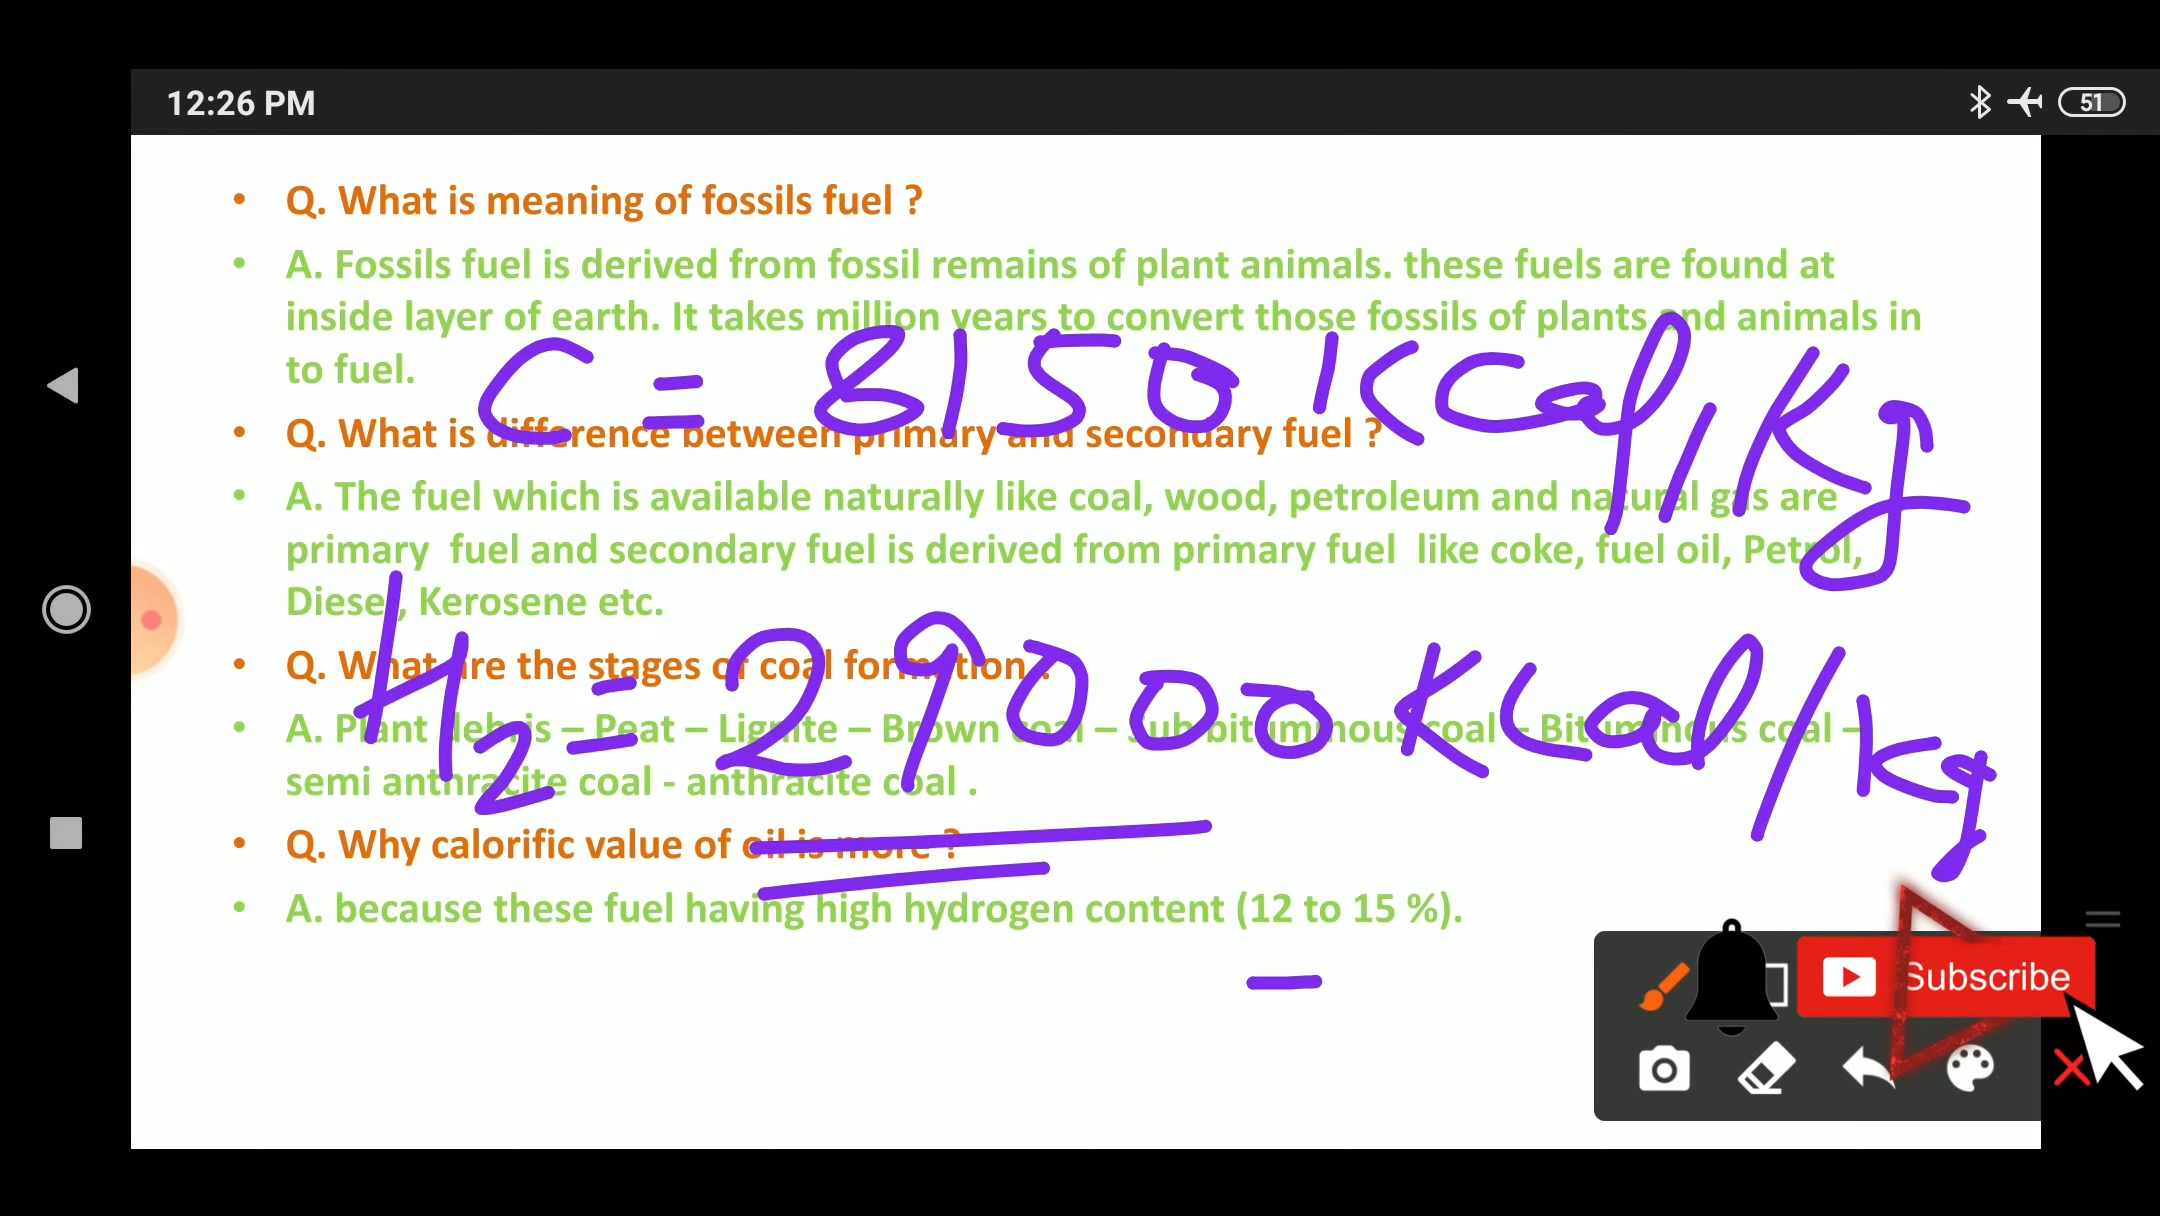 12:26 PM
51
• Q. What is meaning of fossils fuel ?
• A. Fossils fuel is derived from fossil remains of plant animals. these fuels are found at
inside layer of earth. It takes million years to convert those fossils of plants and animals in
to fuel.
C = 8150 KCal/Kg
• Q. What is difference between primary and secondary fuel ?
• A. The fuel which is available naturally like coal, wood, petroleum and natural gas are
primary fuel and secondary fuel is derived from primary fuel like coke, fuel oil, Petrol,
Diesel, Kerosene etc.
• Q. What are the stages of coal formation ?
H2 = 29000 KCal/kg
• A. Plant debris – Peat – Lignite – Brown coal – Sub bituminous coal – Bituminous coal –
semi anthracite coal - anthracite coal .
• Q. Why calorific value of oil is more ?
• A. because these fuel having high hydrogen content (12 to 15 %).
Subscribe